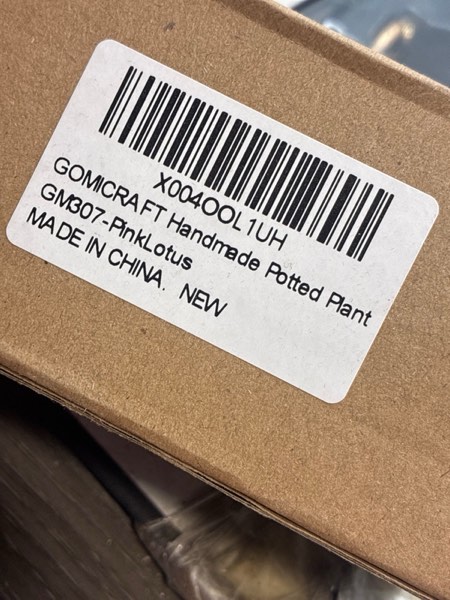 X004OOL1UH
GOMICRAFT Handmade Potted Plant
GM307-PinkLotus
MADE IN CHINA. NEW